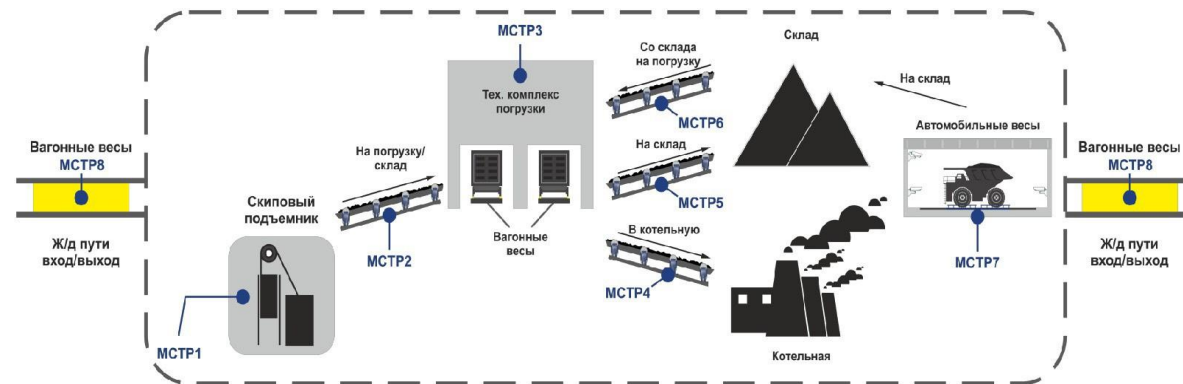 Вагонные весы
МСТР8
Ж/д пути
вход/выход
МСТР1
Скиповый
подъемник
На погрузку/
склад
МСТР2
МСТР3
Тех. комплекс
погрузки
Вагонные
весы
Со склада
на погрузку
МСТР6
На склад
МСТР5
В котельную
МСТР4
Склад
На склад
Автомобильные весы
МСТР7
Котельная
Вагонные весы
МСТР8
Ж/д пути
вход/выход